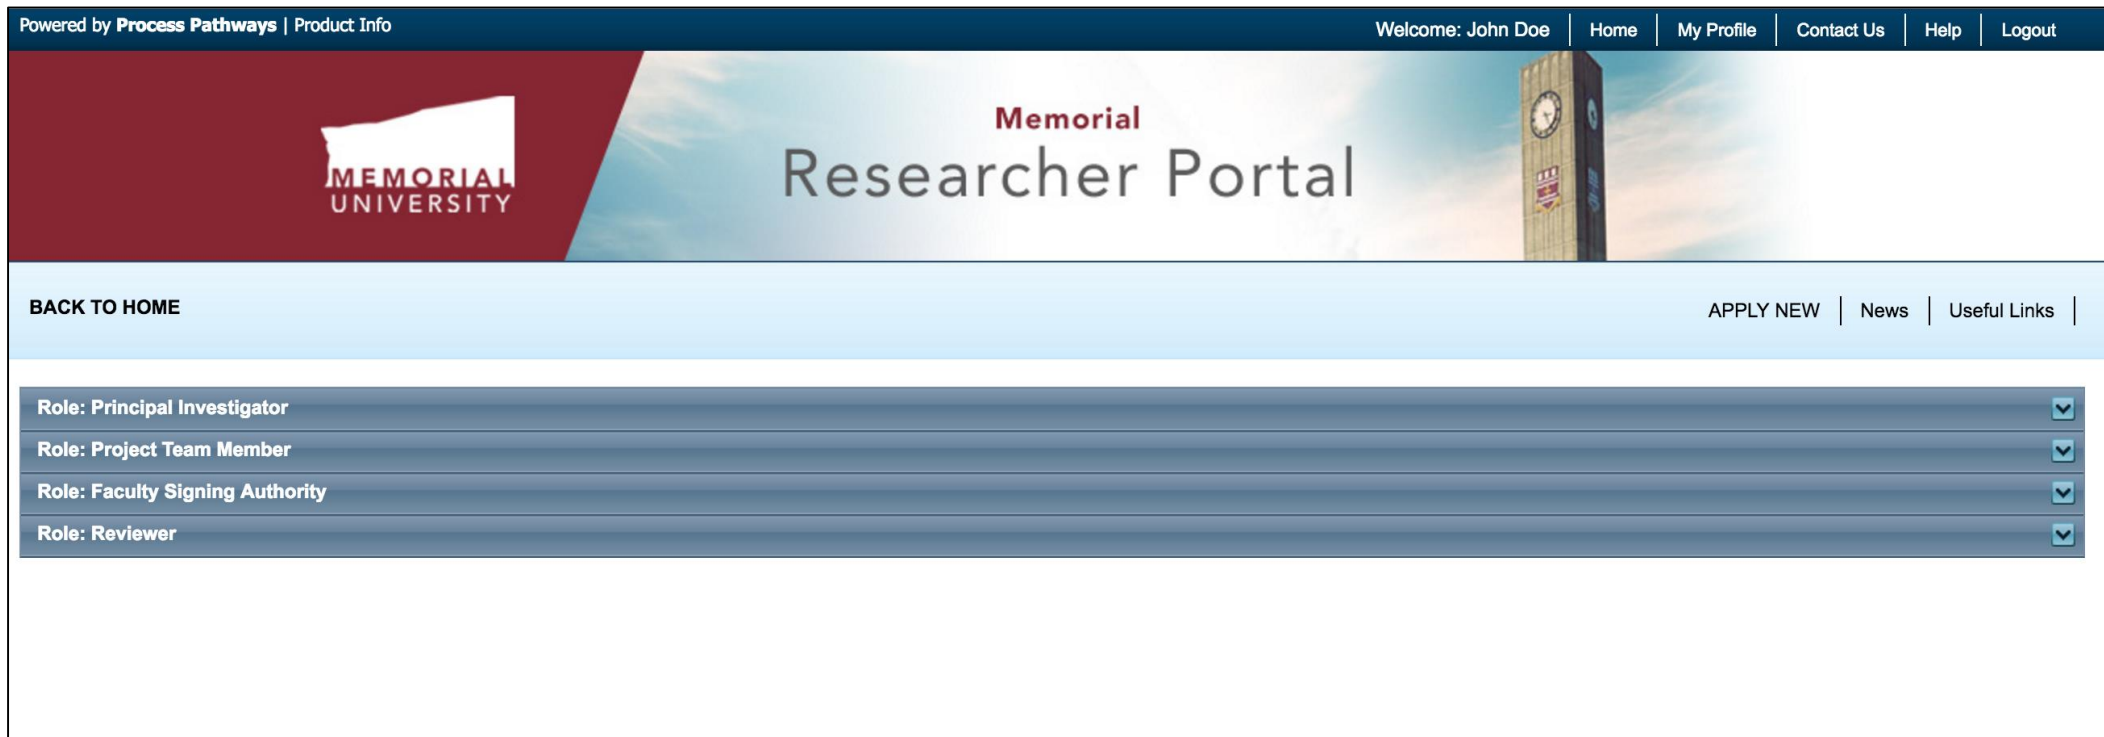 Powered by Process Pathways | Product Info
Welcome: John Doe | Home | My Profile | Contact Us | Help | Logout
MEMORIAL
UNIVERSITY
Memorial
Researcher Portal
BACK TO HOME
APPLY NEW | News | Useful Links |
Role: Principal Investigator
Role: Project Team Member
Role: Faculty Signing Authority
Role: Reviewer